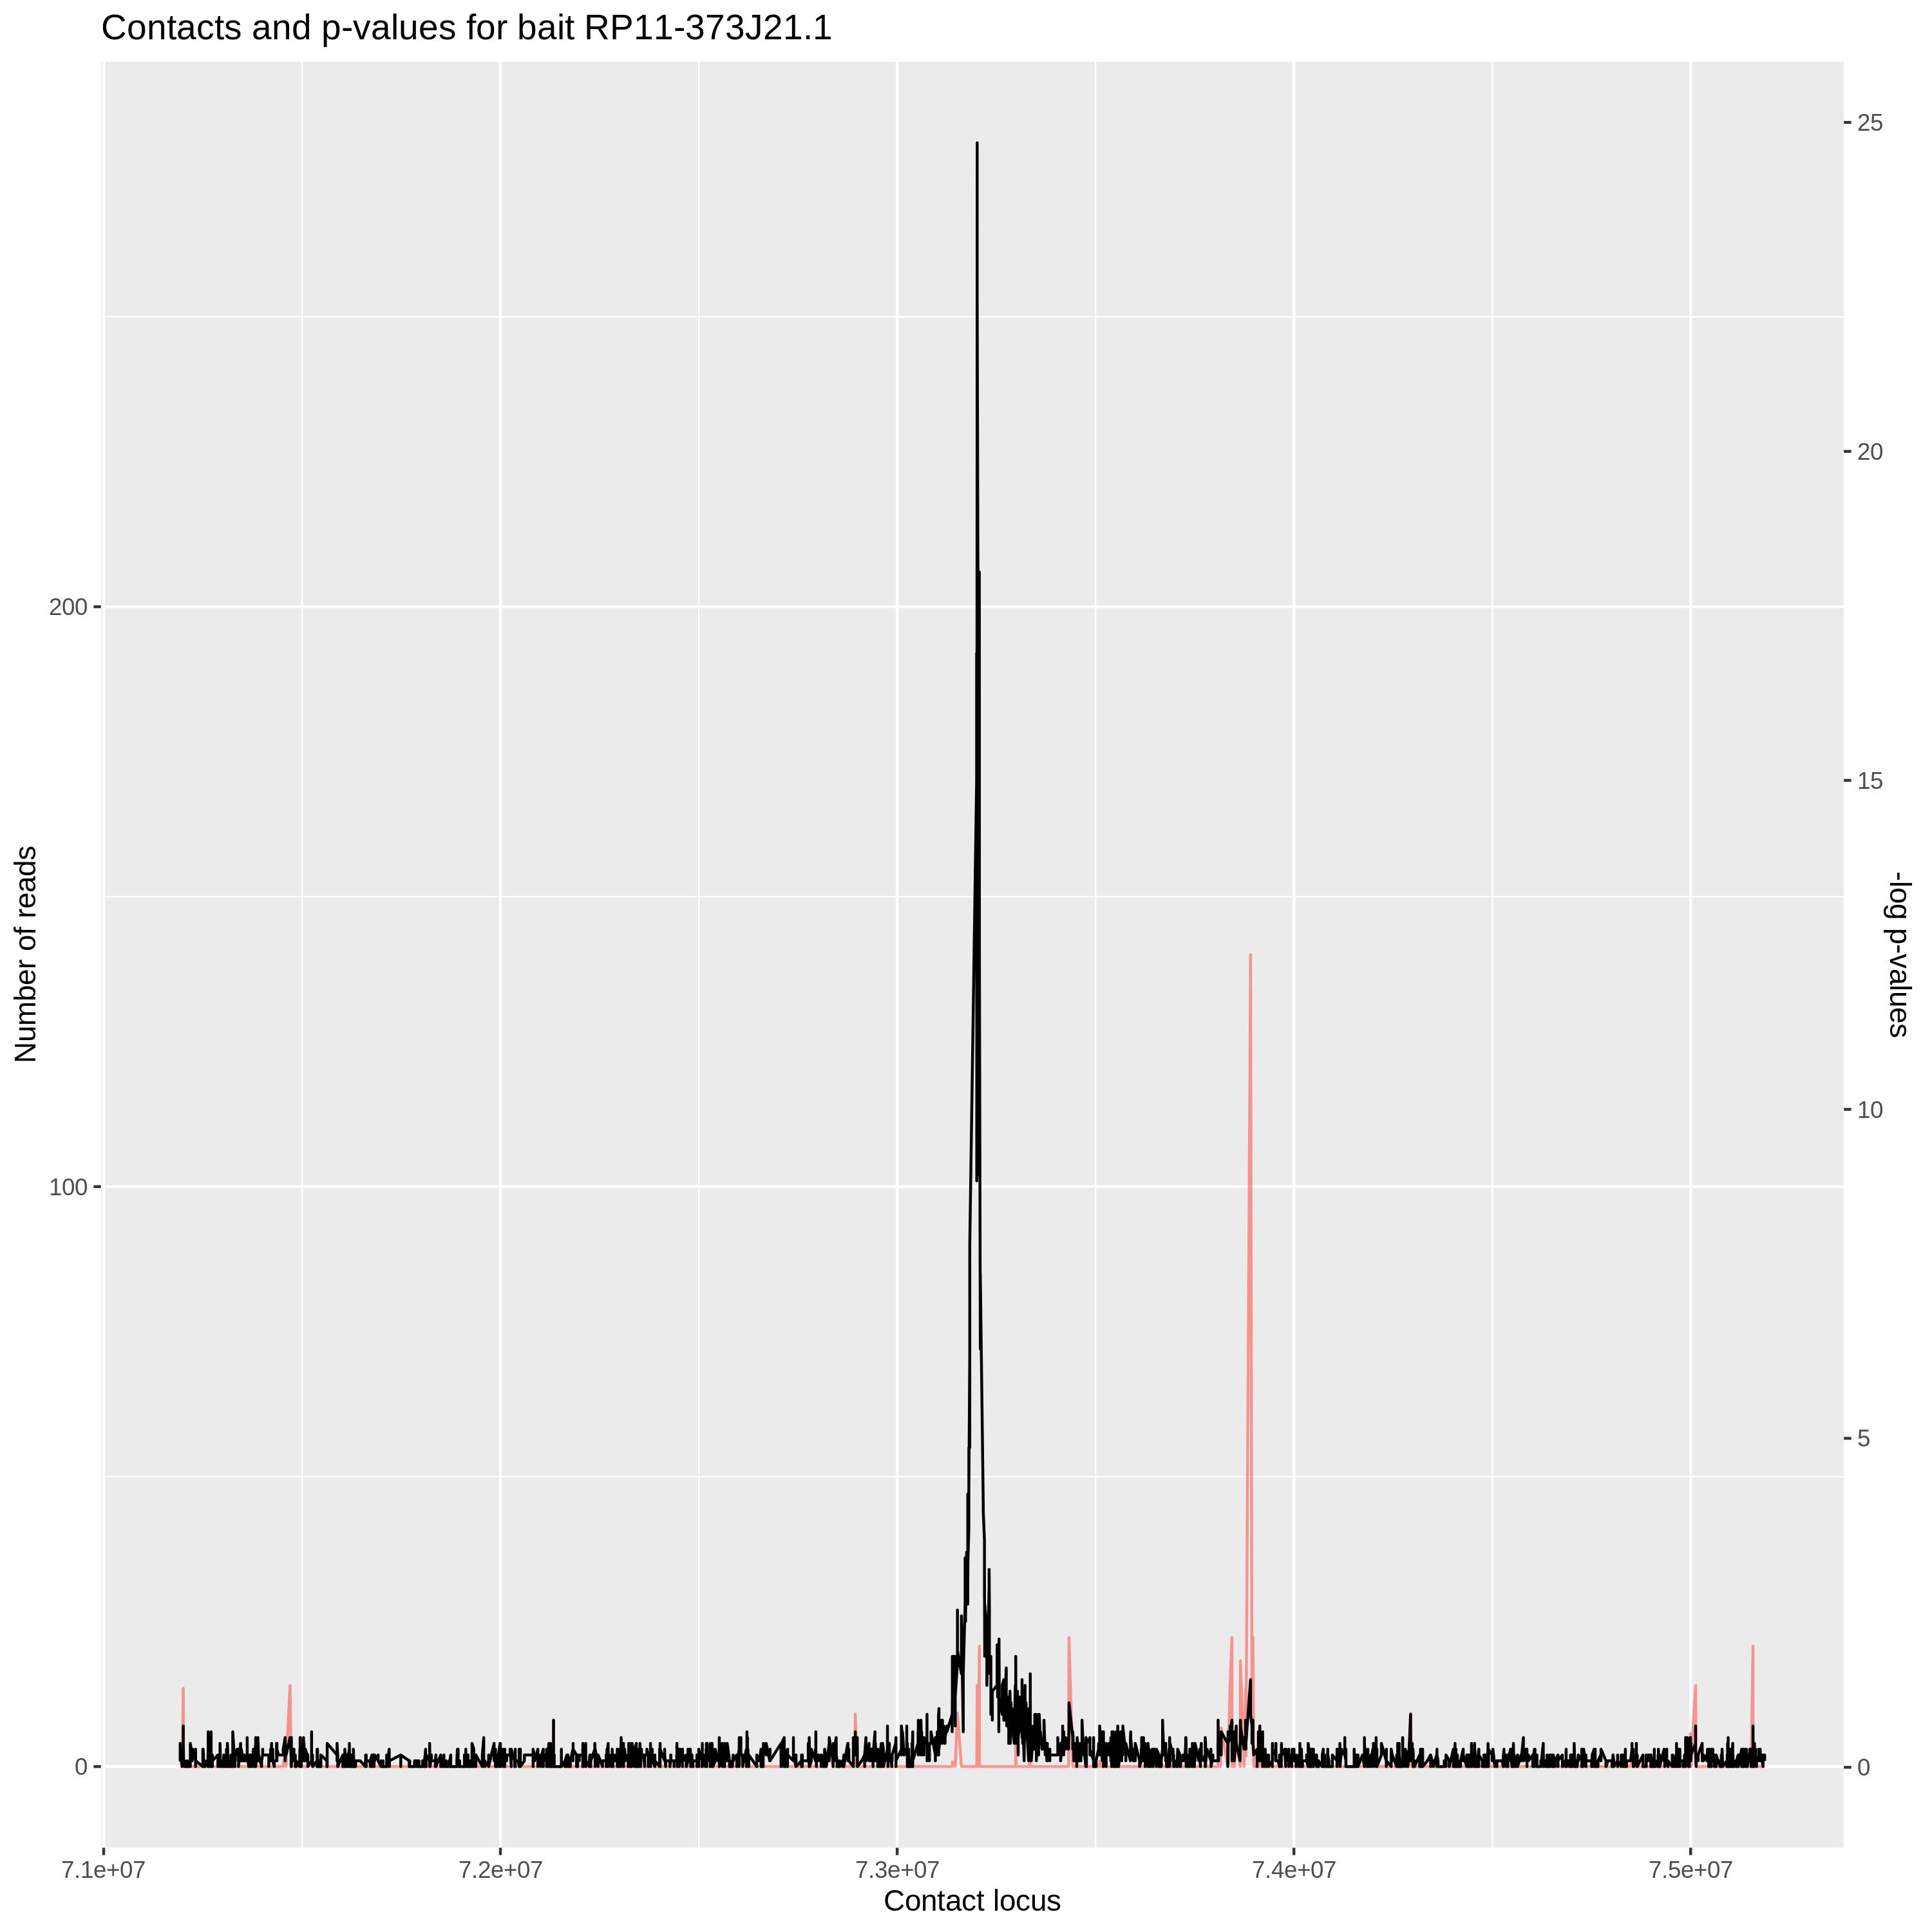 Contacts and p-values for bait RP11-373J21.1
Number of reads
200
100
0
25
20
15
10
5
0
-log p-values
7.1e+07 7.2e+07 7.3e+07 7.4e+07 7.5e+07
Contact locus